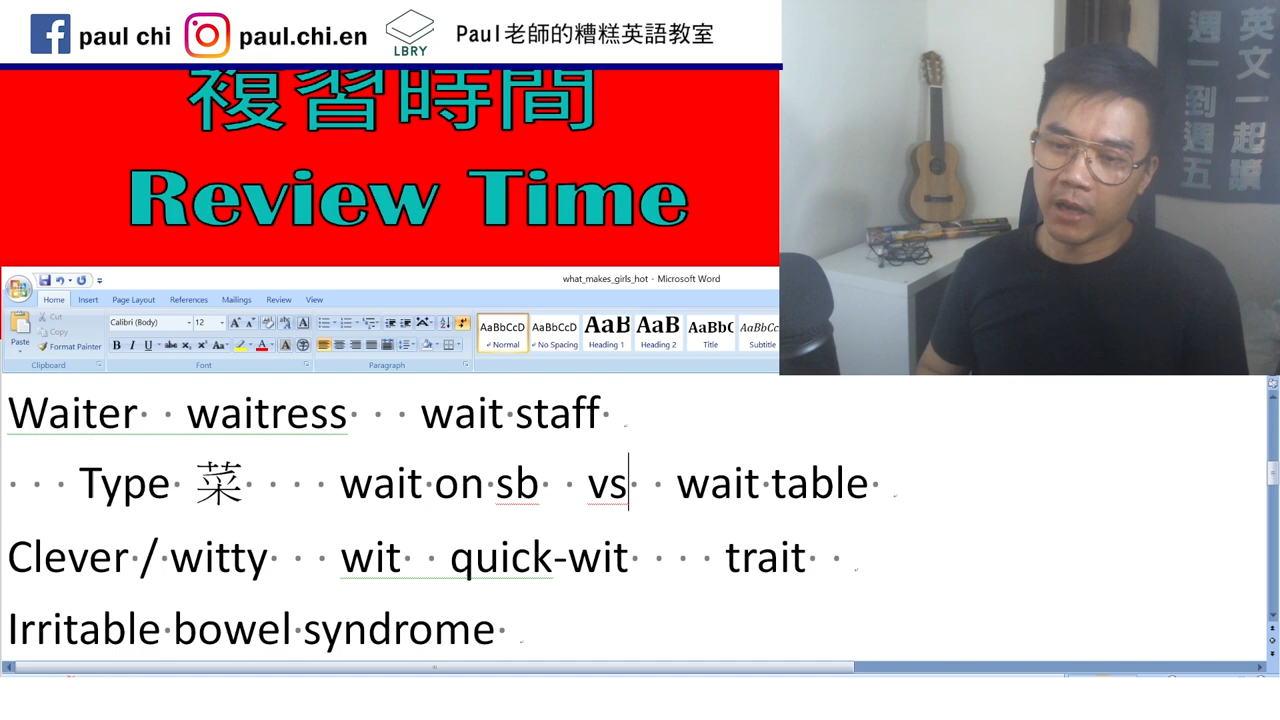 paul chi paul.chi.en LBRY Paul老師的糟糕英語教室
複習時間
Review Time
英文一起讀
週一到週五
what_makes_girls_hot - Microsoft Word
Home Insert Page Layout References Mailings Review View
Cut
Copy
Format Painter
Paste
Calibri (Body) 12
AaBbCcD AaBbCcD AaBb AaBb AaBbC AaBbCc
Normal No Spacing Heading 1 Heading 2 Title Subtitle
Clipboard Font Paragraph
Waiter waitress wait staff
Type 菜 wait on sb vs wait table
Clever / witty wit quick-wit trait
Irritable bowel syndrome